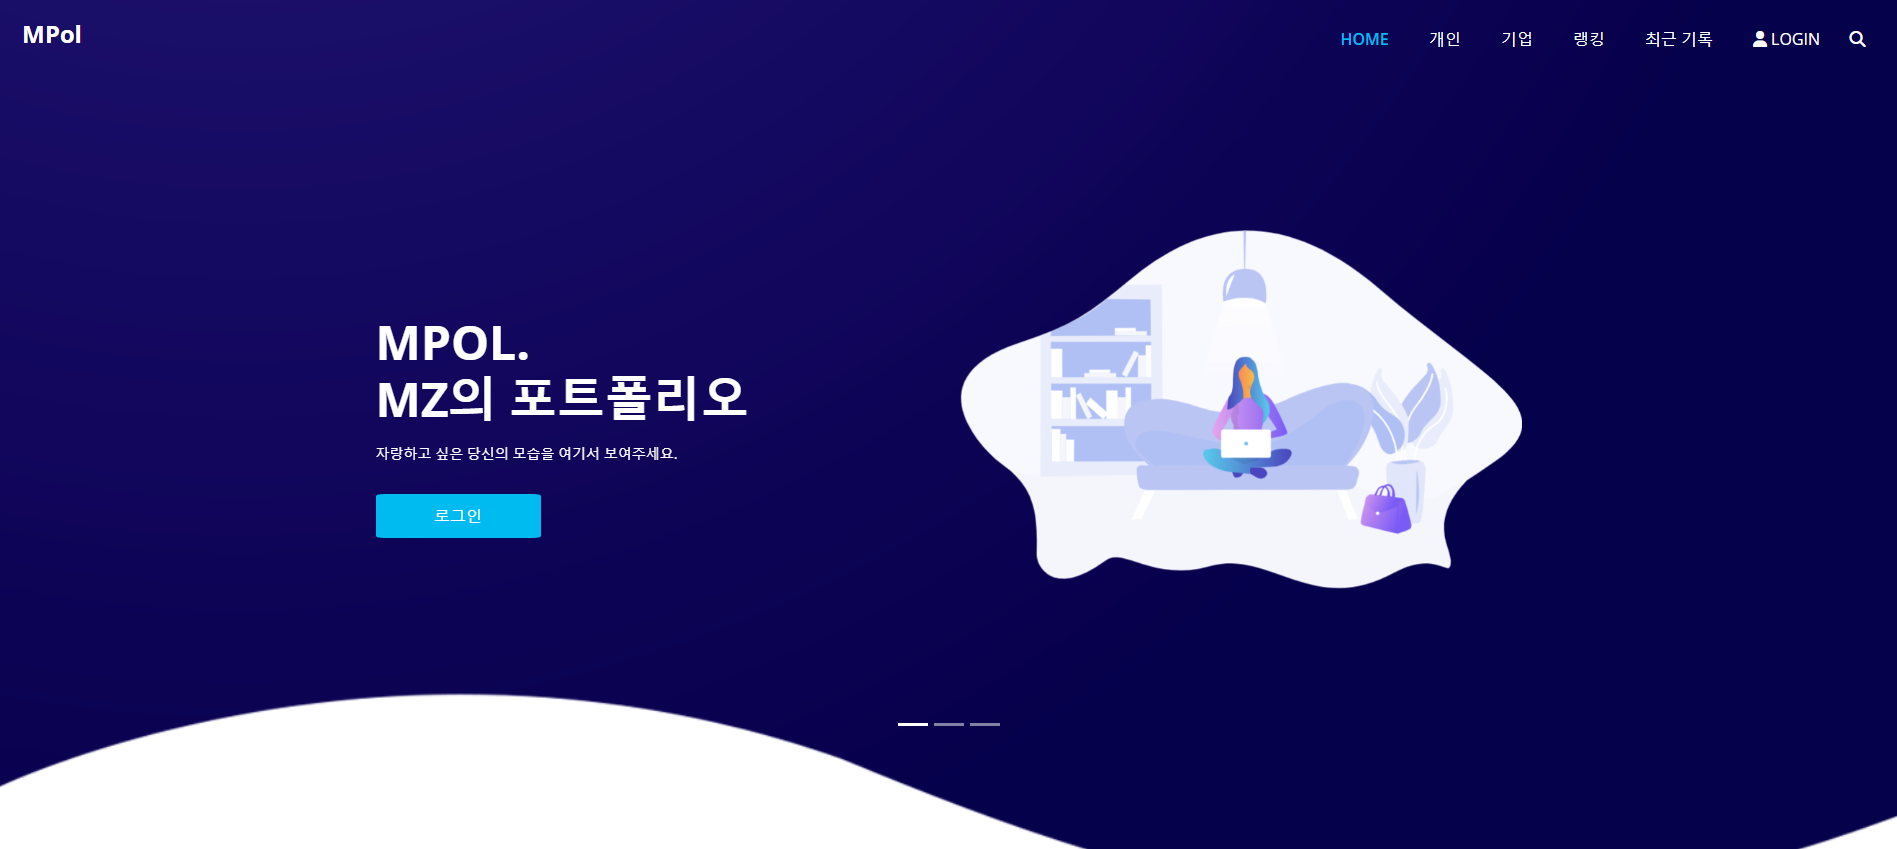 MPol
HOME 개인 기업 랭킹 최근 기록 LOGIN
MPOL.
MZ의 포트폴리오
자랑하고 싶은 당신의 모습을 여기서 보여주세요.
로그인